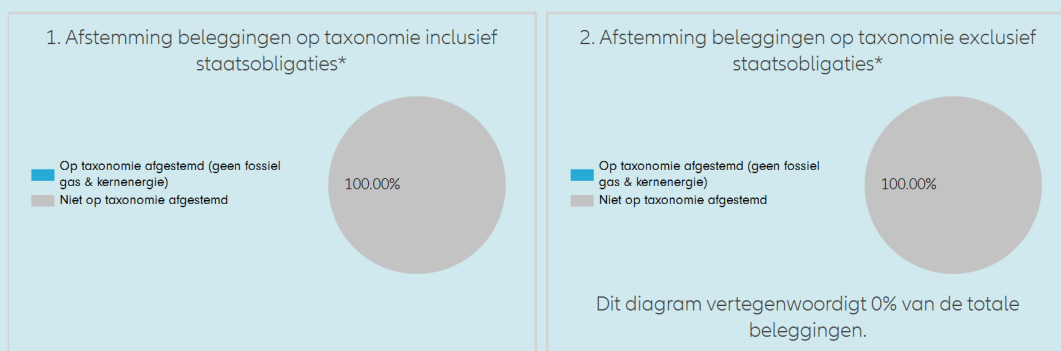 1. Afstemming beleggingen op taxonomie inclusief
staatsobligaties*
Op taxonomie afgestemd (geen fossiel
gas & kernenergie)
Niet op taxonomie afgestemd
100.00%
2. Afstemming beleggingen op taxonomie exclusief
staatsobligaties*
Op taxonomie afgestemd (geen fossiel
gas & kernenergie)
Niet op taxonomie afgestemd
100.00%
Dit diagram vertegenwoordigt 0% van de totale
beleggingen.